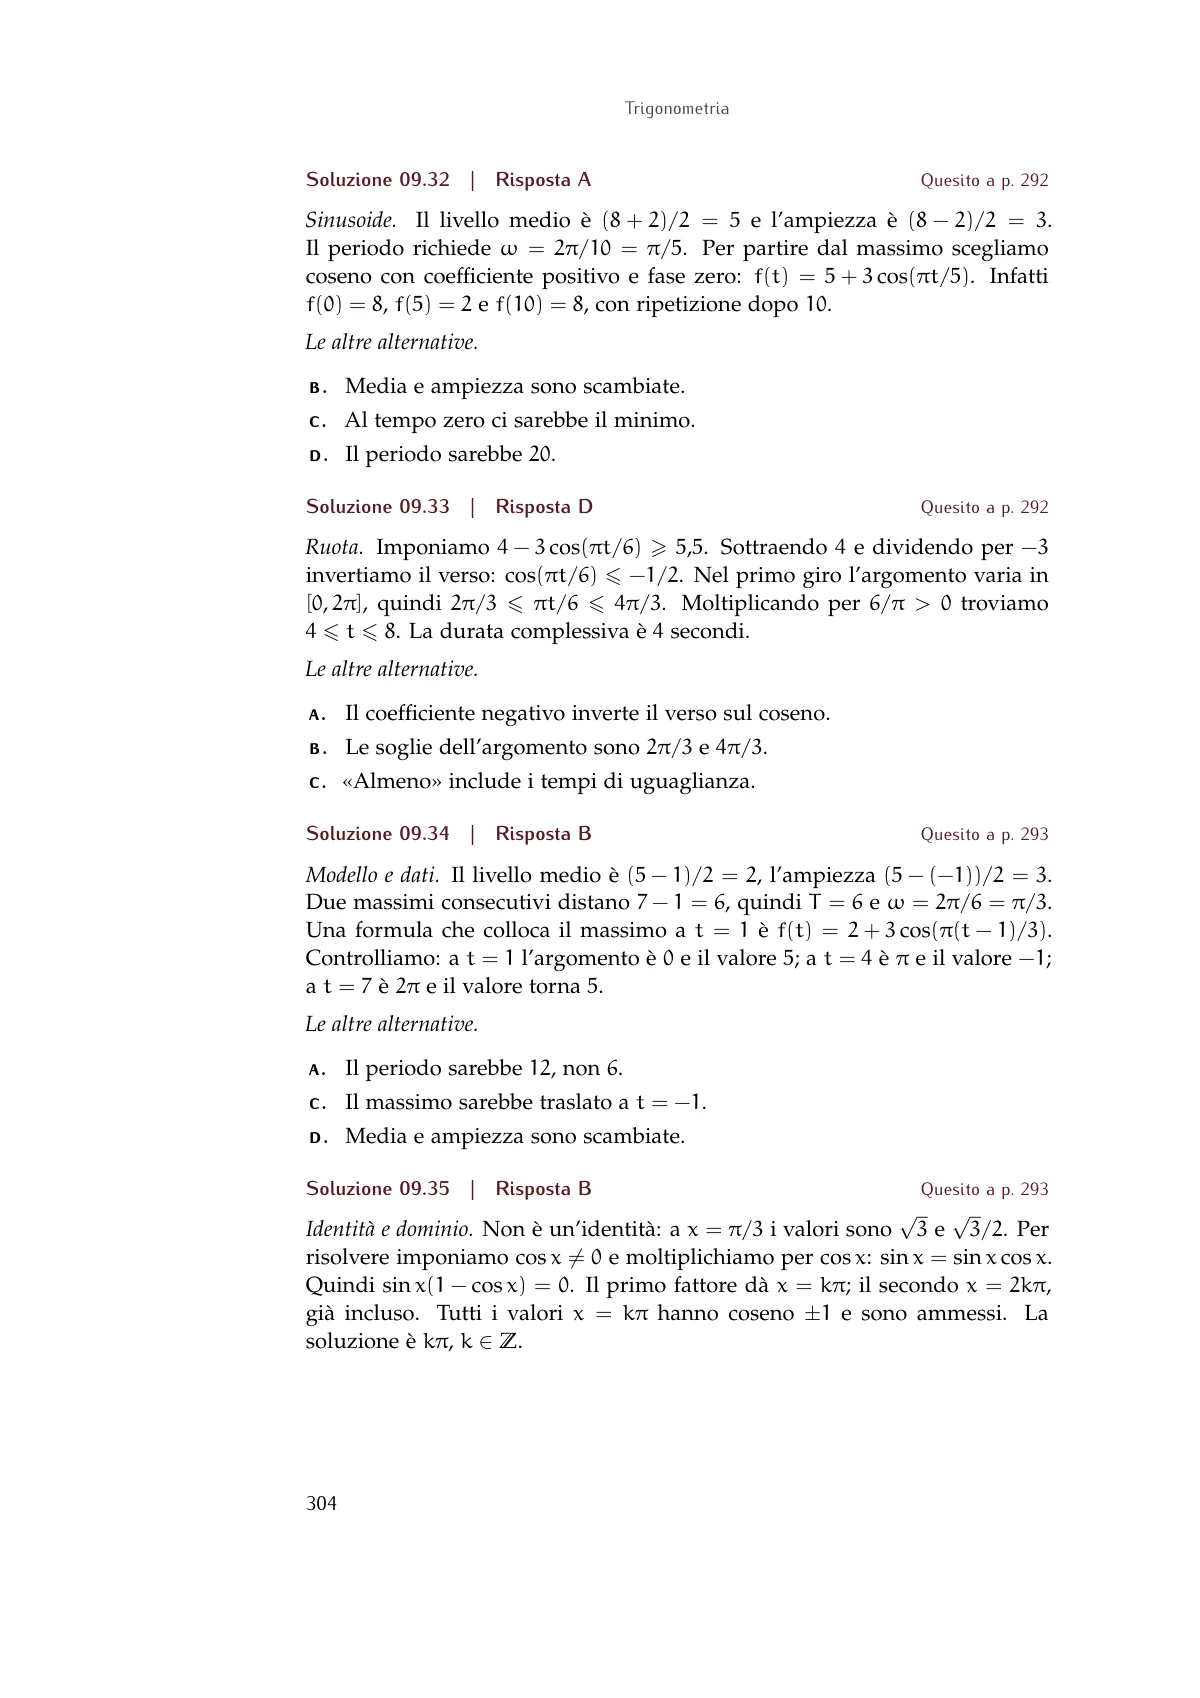 Trigonometria
Soluzione 09.32 | Risposta A Quesito a p. 292
Sinusoide. Il livello medio è (8 + 2)/2 = 5 e l'ampiezza è (8 − 2)/2 = 3.
Il periodo richiede ω = 2π/10 = π/5. Per partire dal massimo scegliamo
coseno con coefficiente positivo e fase zero: f(t) = 5 + 3 cos(πt/5). Infatti
f(0) = 8, f(5) = 2 e f(10) = 8, con ripetizione dopo 10.
Le altre alternative.
B. Media e ampiezza sono scambiate.
C. Al tempo zero ci sarebbe il minimo.
D. Il periodo sarebbe 20.
Soluzione 09.33 | Risposta D Quesito a p. 292
Ruota. Imponiamo 4 − 3 cos(πt/6) ⩾ 5,5. Sottraendo 4 e dividendo per −3
invertiamo il verso: cos(πt/6) ⩽ −1/2. Nel primo giro l'argomento varia in
[0, 2π], quindi 2π/3 ⩽ πt/6 ⩽ 4π/3. Moltiplicando per 6/π > 0 troviamo
4 ⩽ t ⩽ 8. La durata complessiva è 4 secondi.
Le altre alternative.
A. Il coefficiente negativo inverte il verso sul coseno.
B. Le soglie dell'argomento sono 2π/3 e 4π/3.
C. «Almeno» include i tempi di uguaglianza.
Soluzione 09.34 | Risposta B Quesito a p. 293
Modello e dati. Il livello medio è (5 − 1)/2 = 2, l'ampiezza (5 − (−1))/2 = 3.
Due massimi consecutivi distano 7 − 1 = 6, quindi T = 6 e ω = 2π/6 = π/3.
Una formula che colloca il massimo a t = 1 è f(t) = 2 + 3 cos(π(t − 1)/3).
Controlliamo: a t = 1 l'argomento è 0 e il valore 5; a t = 4 è π e il valore −1;
a t = 7 è 2π e il valore torna 5.
Le altre alternative.
A. Il periodo sarebbe 12, non 6.
C. Il massimo sarebbe traslato a t = −1.
D. Media e ampiezza sono scambiate.
Soluzione 09.35 | Risposta B Quesito a p. 293
Identità e dominio. Non è un'identità: a x = π/3 i valori sono √3 e √3/2. Per
risolvere imponiamo cos x ≠ 0 e moltiplichiamo per cos x: sin x = sin x cos x.
Quindi sin x(1 − cos x) = 0. Il primo fattore dà x = kπ; il secondo x = 2kπ,
già incluso. Tutti i valori x = kπ hanno coseno ±1 e sono ammessi. La
soluzione è kπ, k ∈ ℤ.
304